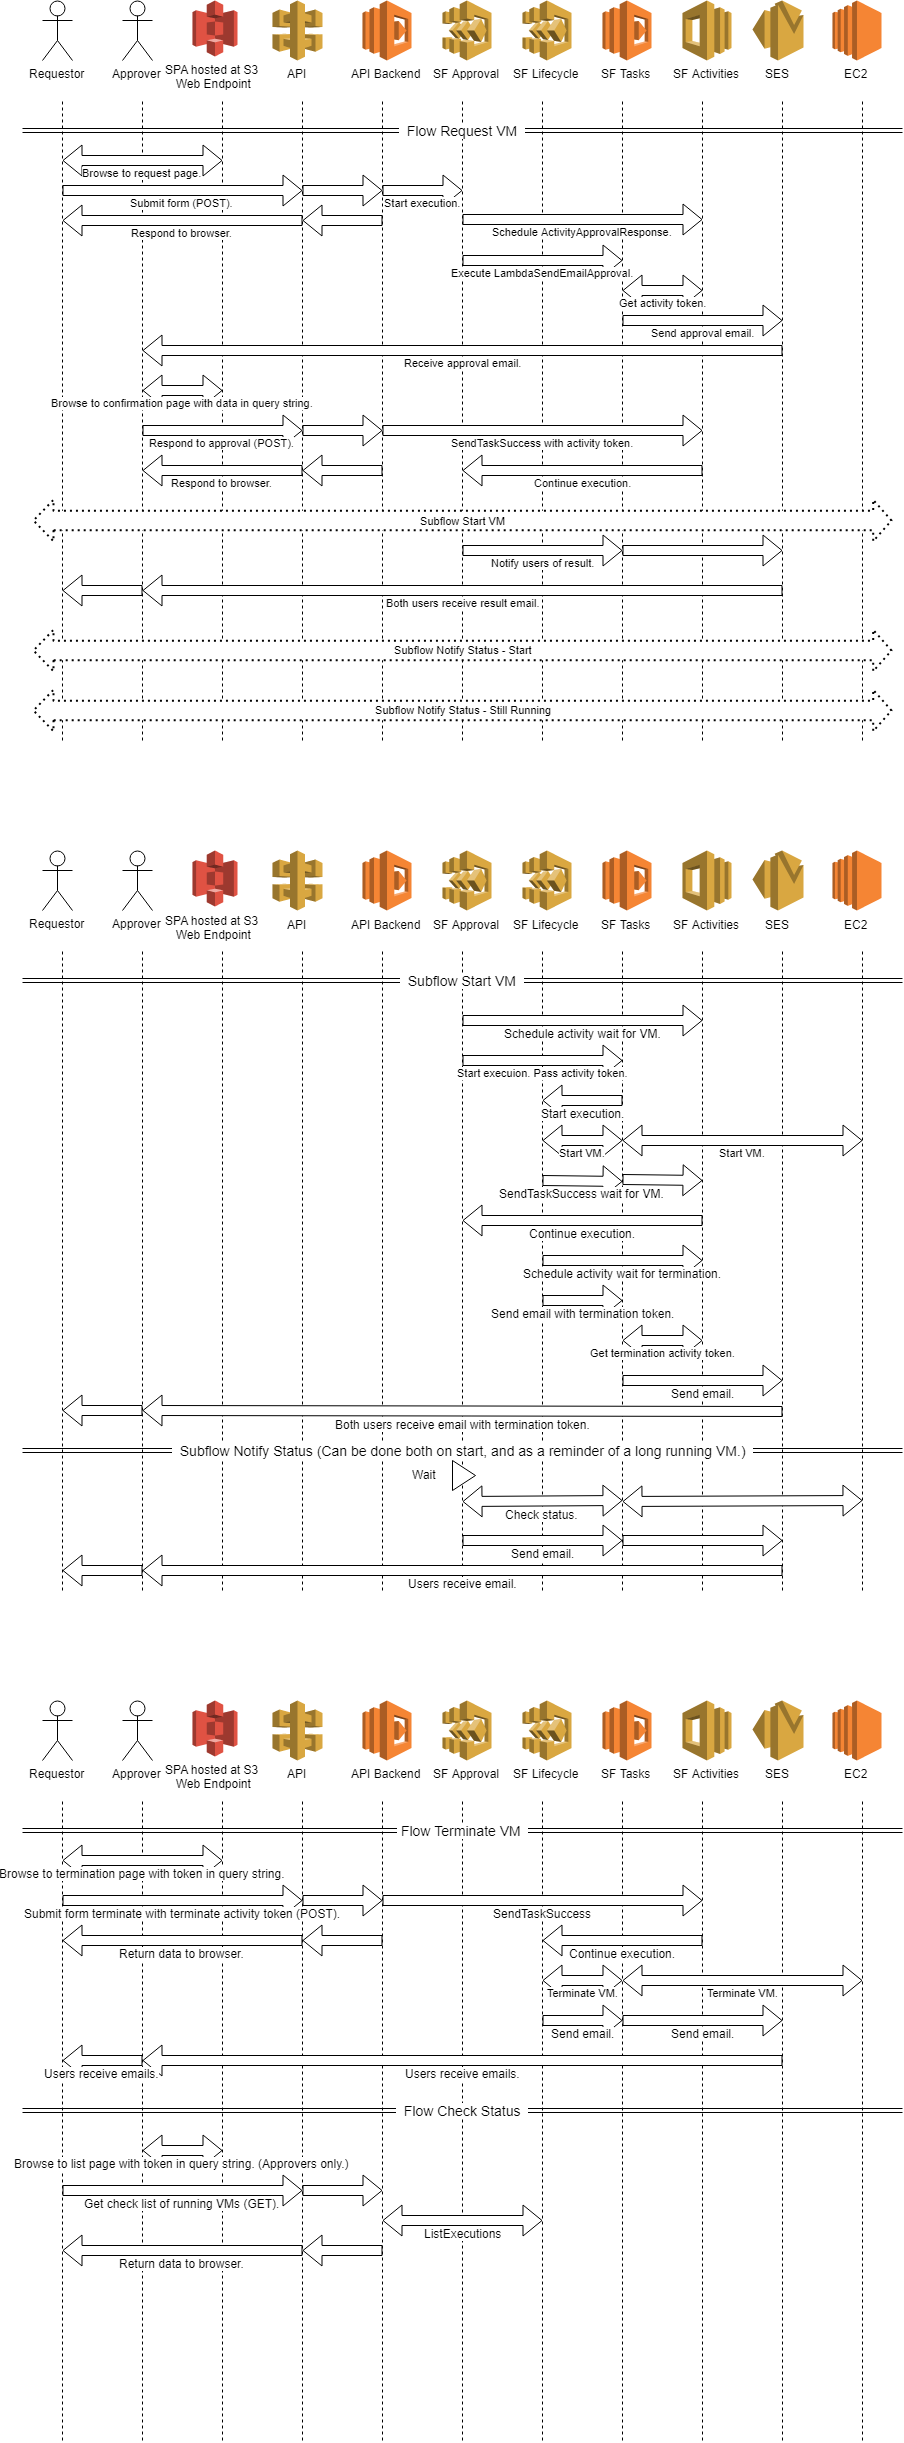 Requestor
Approver
SPA hosted at S3
Web Endpoint
API
API Backend
SF Approval
SF Lifecycle
SF Tasks
SF Activities
SES
EC2
Flow Request VM
Browse to request page.
Submit form (POST).
Start execution.
Respond to browser.
Schedule ActivityApprovalResponse.
Execute LambdaSendEmailApproval.
Get activity token.
Send approval email.
Receive approval email.
Browse to confirmation page with data in query string.
Respond to approval (POST).
SendTaskSuccess with activity token.
Respond to browser.
Continue execution.
Subflow Start VM
Notify users of result.
Both users receive result email.
Subflow Notify Status - Start
Subflow Notify Status - Still Running
Requestor
Approver
SPA hosted at S3
Web Endpoint
API
API Backend
SF Approval
SF Lifecycle
SF Tasks
SF Activities
SES
EC2
Subflow Start VM
Schedule activity wait for VM.
Start execuion. Pass activity token.
Start execution.
Start VM.
Start VM.
SendTaskSuccess wait for VM.
Continue execution.
Schedule activity wait for termination.
Send email with termination token.
Get termination activity token.
Send email.
Both users receive email with termination token.
Subflow Notify Status (Can be done both on start, and as a reminder of a long running VM.)
Wait
Check status.
Send email.
Users receive email.
Requestor
Approver
SPA hosted at S3
Web Endpoint
API
API Backend
SF Approval
SF Lifecycle
SF Tasks
SF Activities
SES
EC2
Flow Terminate VM
Browse to termination page with token in query string.
Submit form terminate with terminate activity token (POST).
SendTaskSuccess
Return data to browser.
Continue execution.
Terminate VM.
Terminate VM.
Send email.
Send email.
Users receive emails.
Users receive emails.
Flow Check Status
Browse to list page with token in query string. (Approvers only.)
Get check list of running VMs (GET).
ListExecutions
Return data to browser.